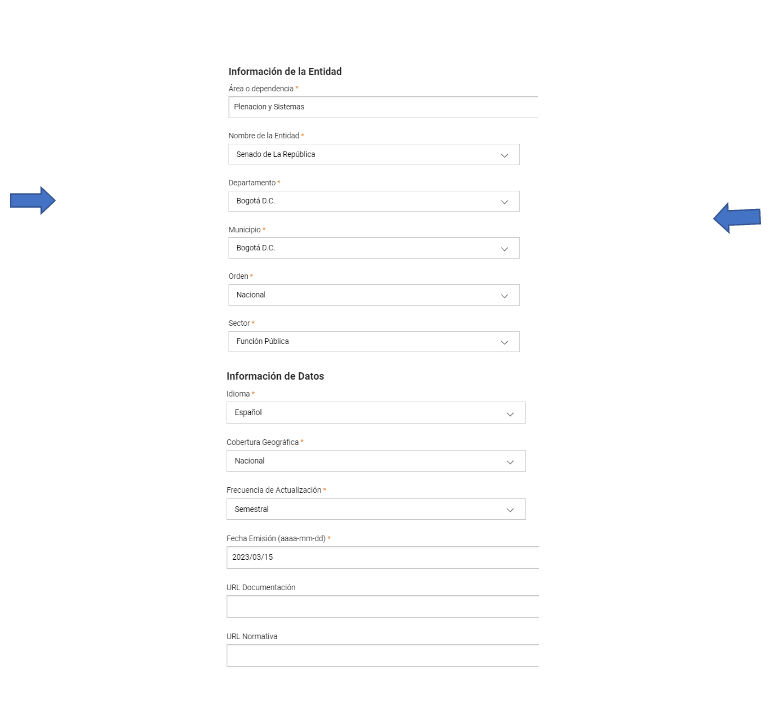 Información de la Entidad
Área o dependencia *
Plenacion y Sistemas
Nombre de la Entidad *
Senado de La República
Departamento *
Bogotá D.C.
Municipio *
Bogotá D.C.
Orden *
Nacional
Sector *
Función Pública
Información de Datos
Idioma *
Español
Cobertura Geográfica *
Nacional
Frecuencia de Actualización *
Semestral
Fecha Emisión (aaaa-mm-dd) *
2023/03/15
URL Documentación
URL Normativa